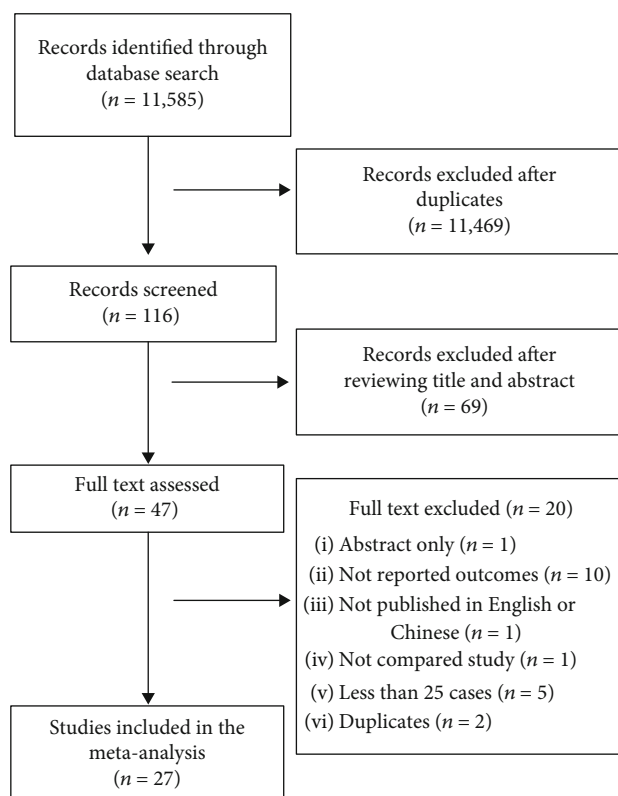 Records identified through
database search
(n = 11,585)
Records excluded after
duplicates
(n = 11,469)
Records screened
(n = 116)
Records excluded after
reviewing title and abstract
(n = 69)
Full text assessed
(n = 47)
Full text excluded (n = 20)
(i) Abstract only (n = 1)
(ii) Not reported outcomes (n = 10)
(iii) Not published in English or
Chinese (n = 1)
(iv) Not compared study (n = 1)
(v) Less than 25 cases (n = 5)
(vi) Duplicates (n = 2)
Studies included in the
meta-analysis
(n = 27)